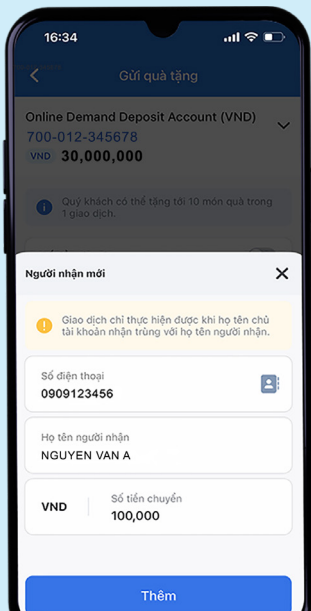 16:34
Gửi quà tặng
Online Demand Deposit Account (VND)
700-012-345678
VND 30,000,000
Quý khách có thể tặng tới 10 món quà trong
1 giao dịch.
Người nhận mới
Giao dịch chỉ thực hiện được khi họ tên chủ
tài khoản nhận trùng với họ tên người nhận.
Số điện thoại
0909123456
Họ tên người nhận
NGUYEN VAN A
Số tiền chuyển
VND 100,000
Thêm